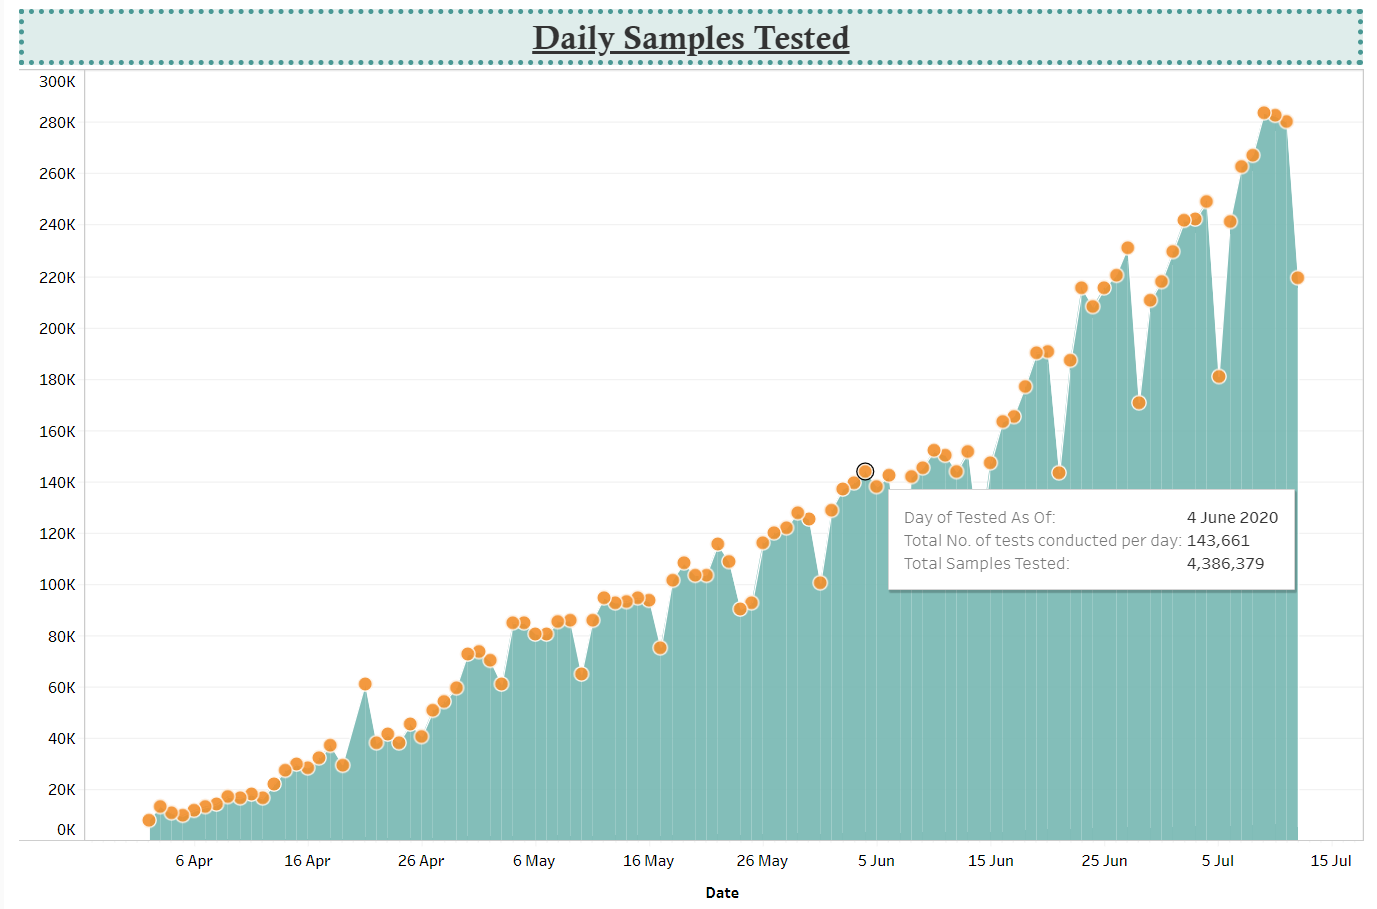 Daily Samples Tested
300K
280K
260K
240K
220K
200K
180K
160K
140K
120K
100K
80K
60K
40K
20K
0K
Day of Tested As Of: 4 June 2020
Total No. of tests conducted per day: 143,661
Total Samples Tested: 4,386,379
6 Apr 16 Apr 26 Apr 6 May 16 May 26 May 5 Jun 15 Jun 25 Jun 5 Jul 15 Jul
Date